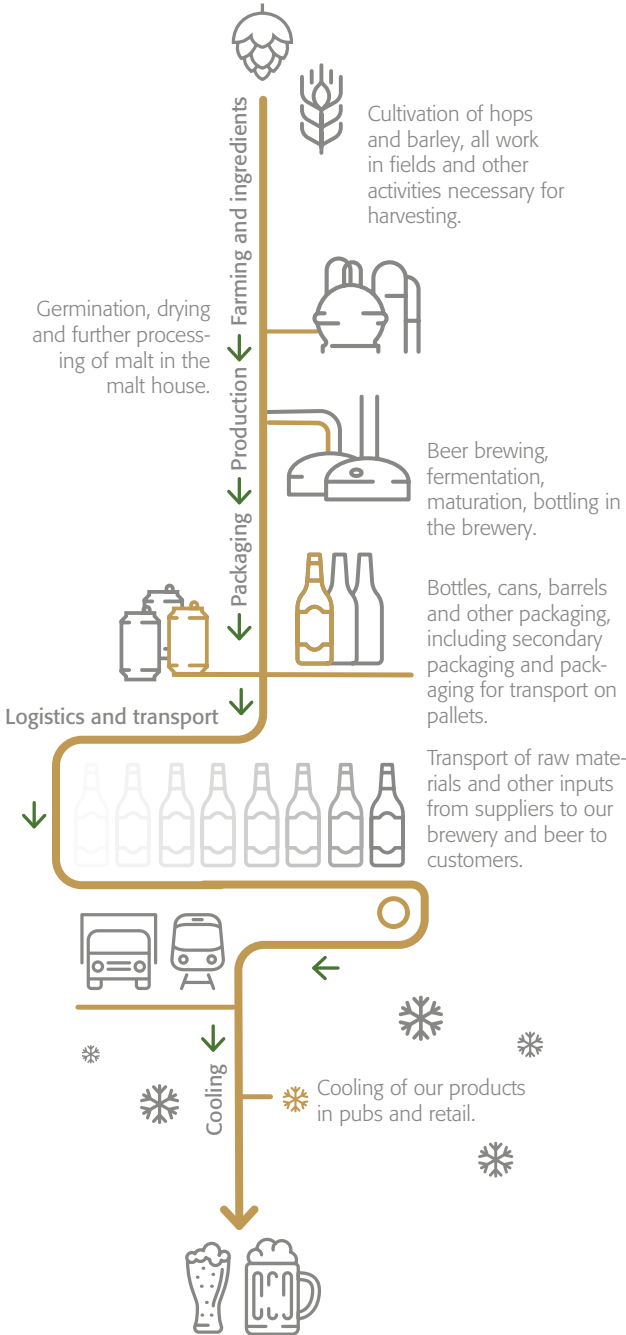 Cultivation of hops
and barley, all work
in fields and other
activities necessary for
harvesting.
Farming and ingredients
Germination, drying
and further process-
ing of malt in the
malt house.
Production
Beer brewing,
fermentation,
maturation, bottling in
the brewery.
Packaging
Bottles, cans, barrels
and other packaging,
including secondary
packaging and pack-
aging for transport on
pallets.
Logistics and transport
Transport of raw mate-
rials and other inputs
from suppliers to our
brewery and beer to
customers.
Cooling
Cooling of our products
in pubs and retail.